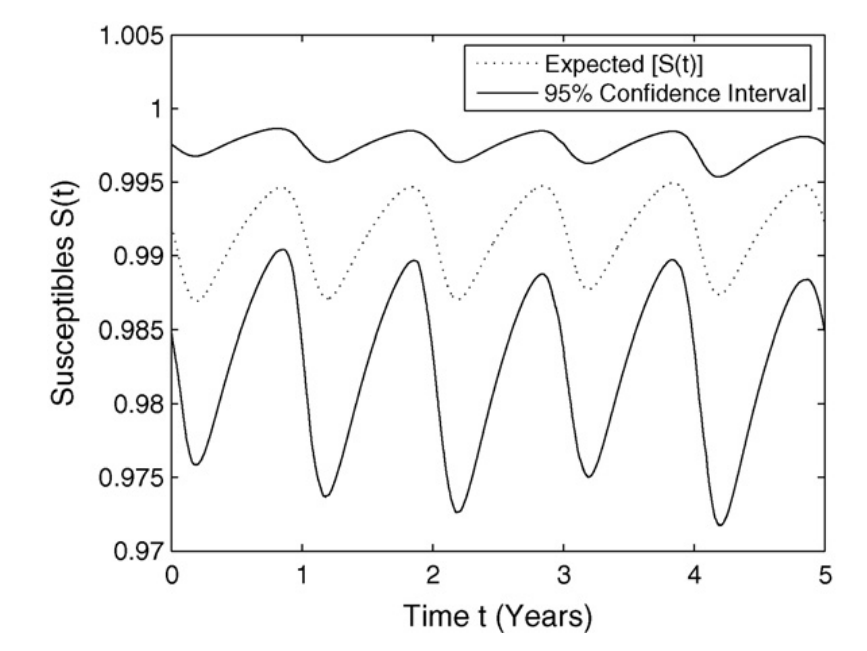 1.005
1
0.995
0.99
0.985
0.98
0.975
0.97
Susceptibles S(t)
Expected [S(t)]
95% Confidence Interval
0 1 2 3 4 5
Time t (Years)